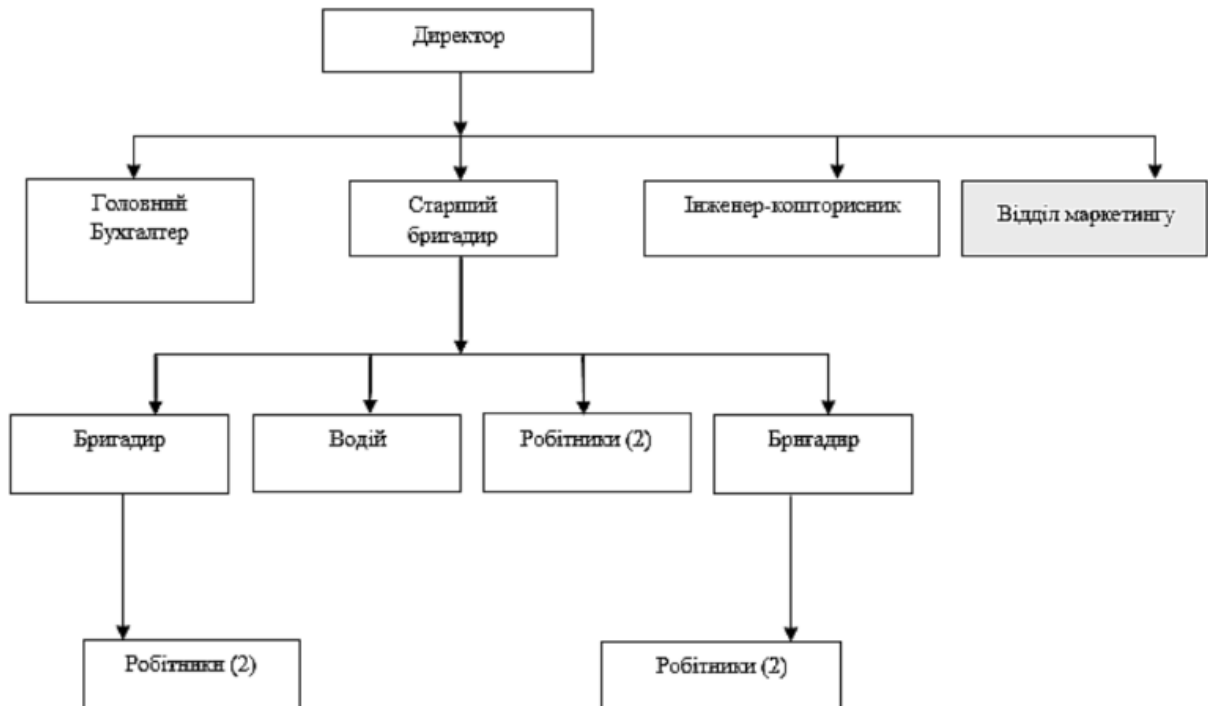 Директор
Головний
Бухгалтер
Старший
бригадир
Інженер-кошторисник
Відділ маркетингу
Бригадир
Водій
Робітники (2)
Бригадир
Робітники (2)
Робітники (2)